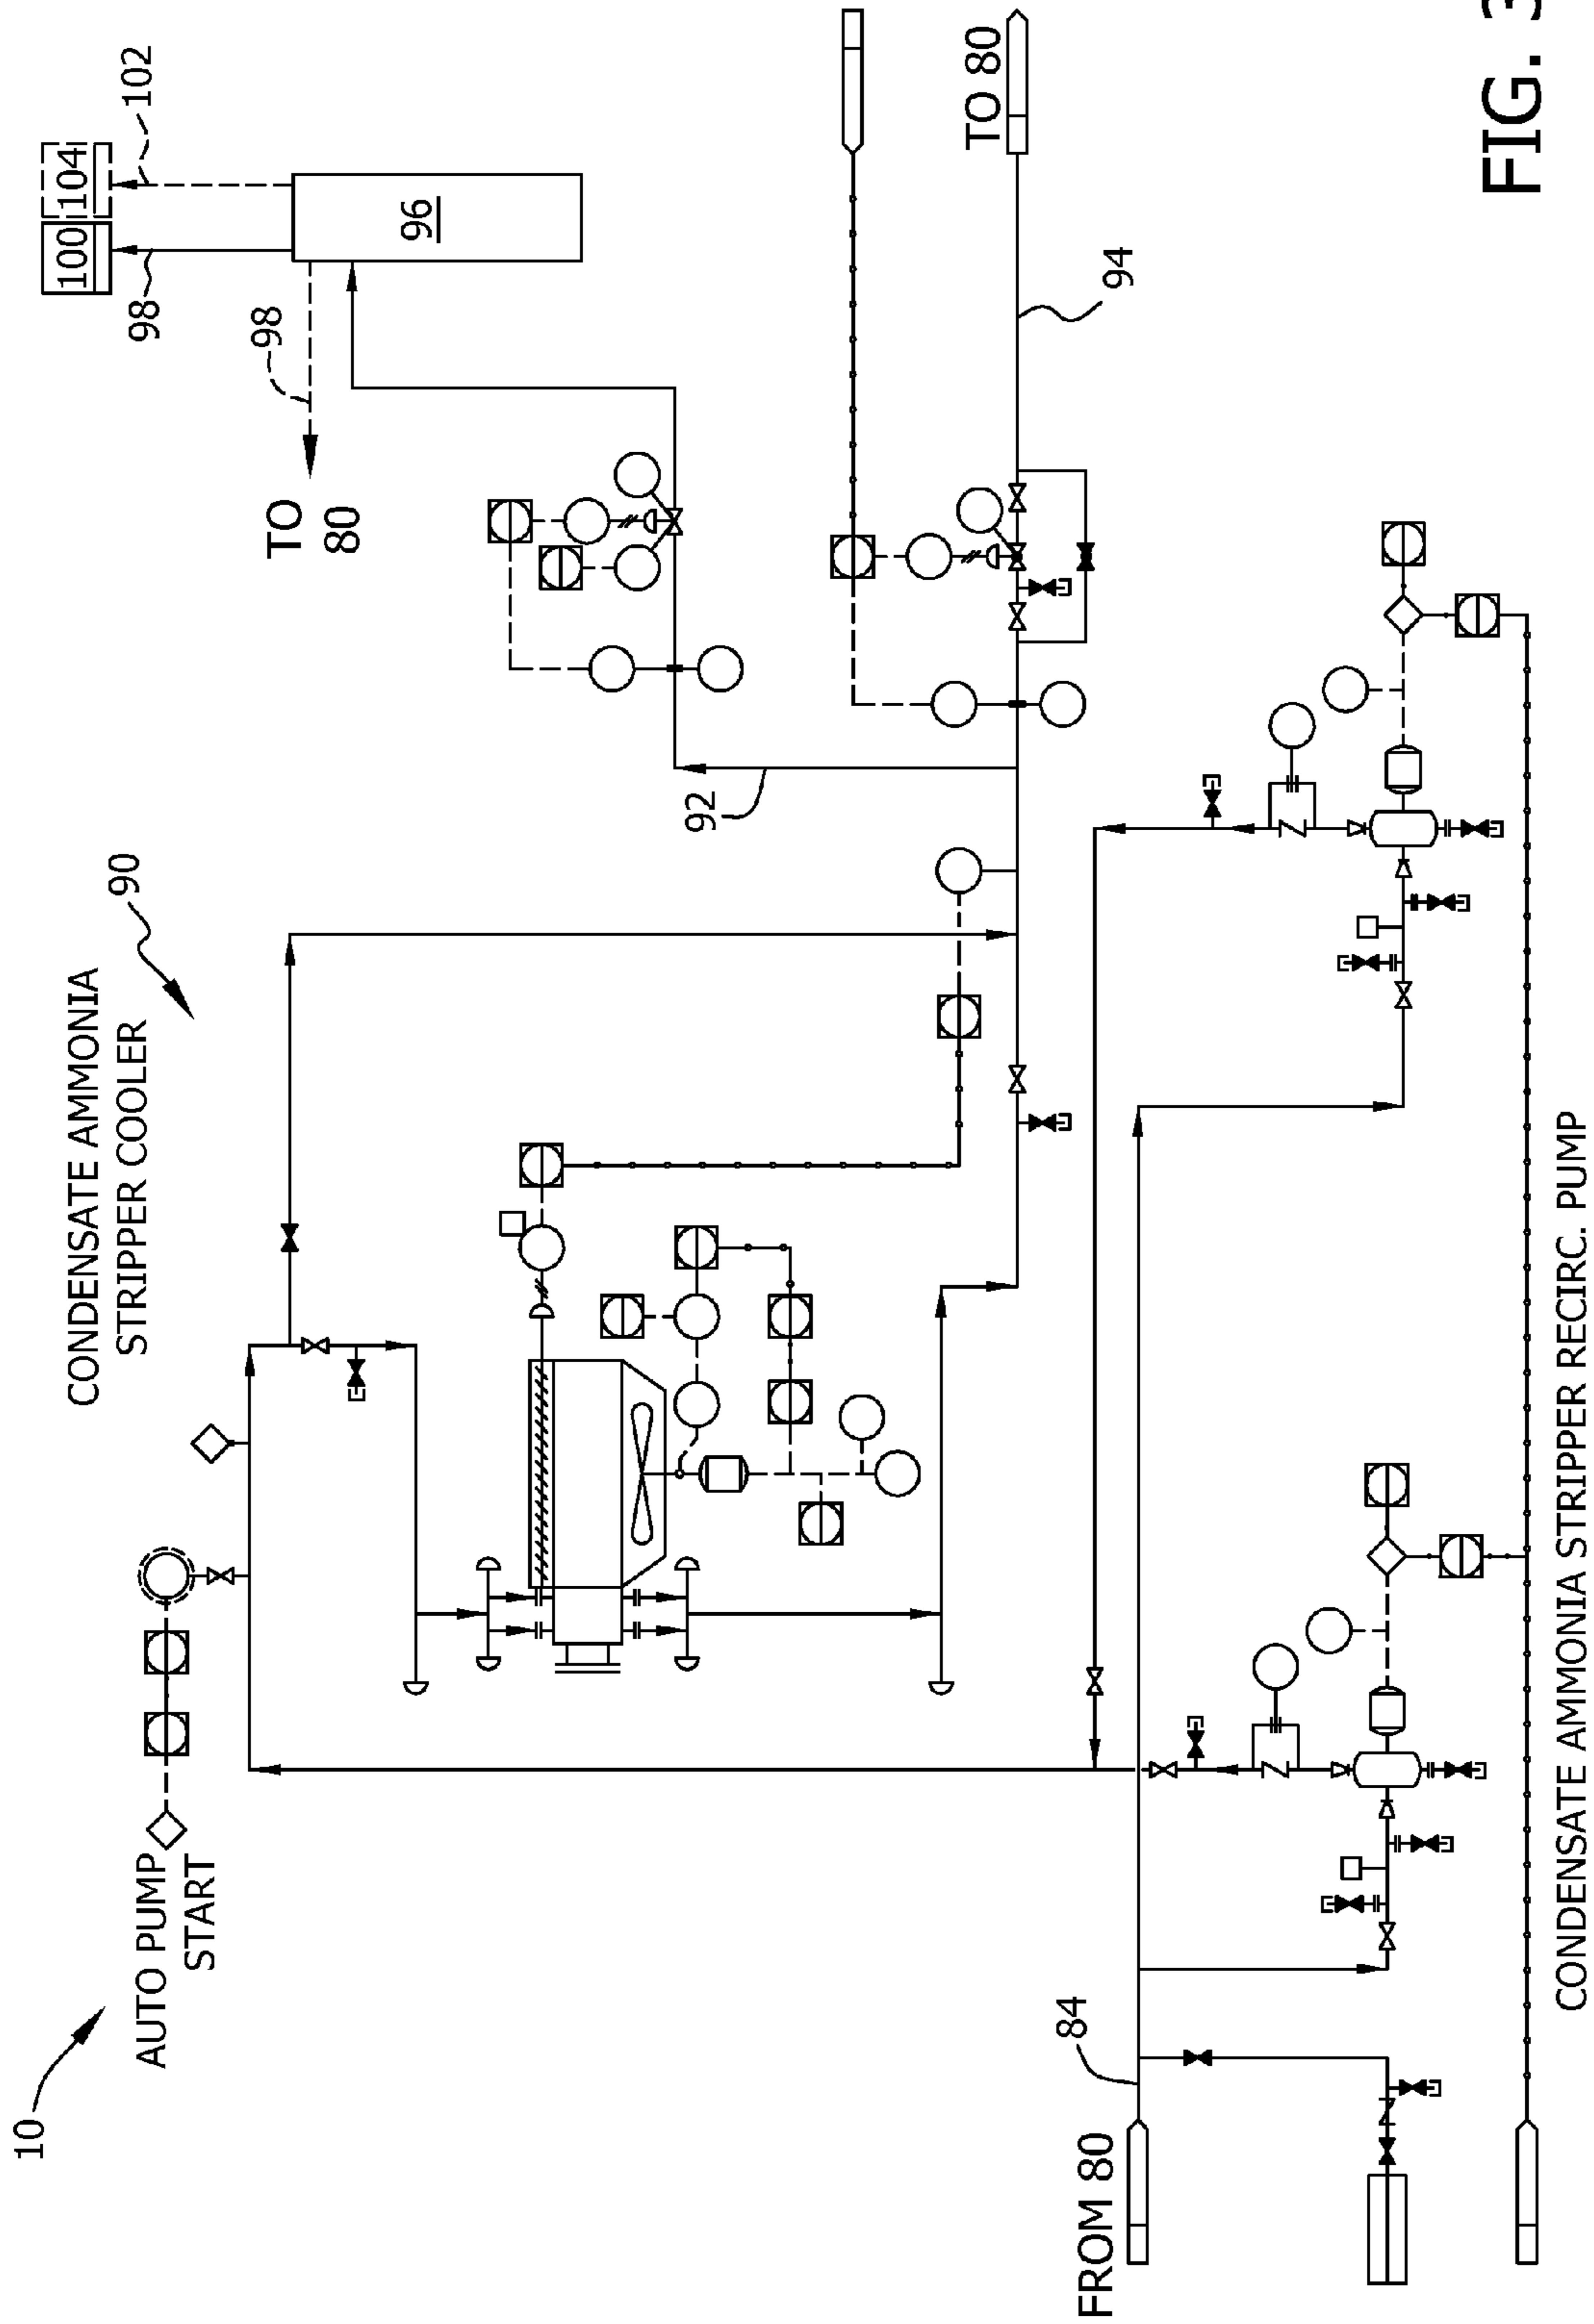 10
AUTO PUMP
START
CONDENSATE AMMONIA
STRIPPER COOLER
90
98
100
104
102
98
TO
80
96
92
TO 80
94
FROM 80
84
CONDENSATE AMMONIA STRIPPER RECIRC. PUMP
FIG. 3